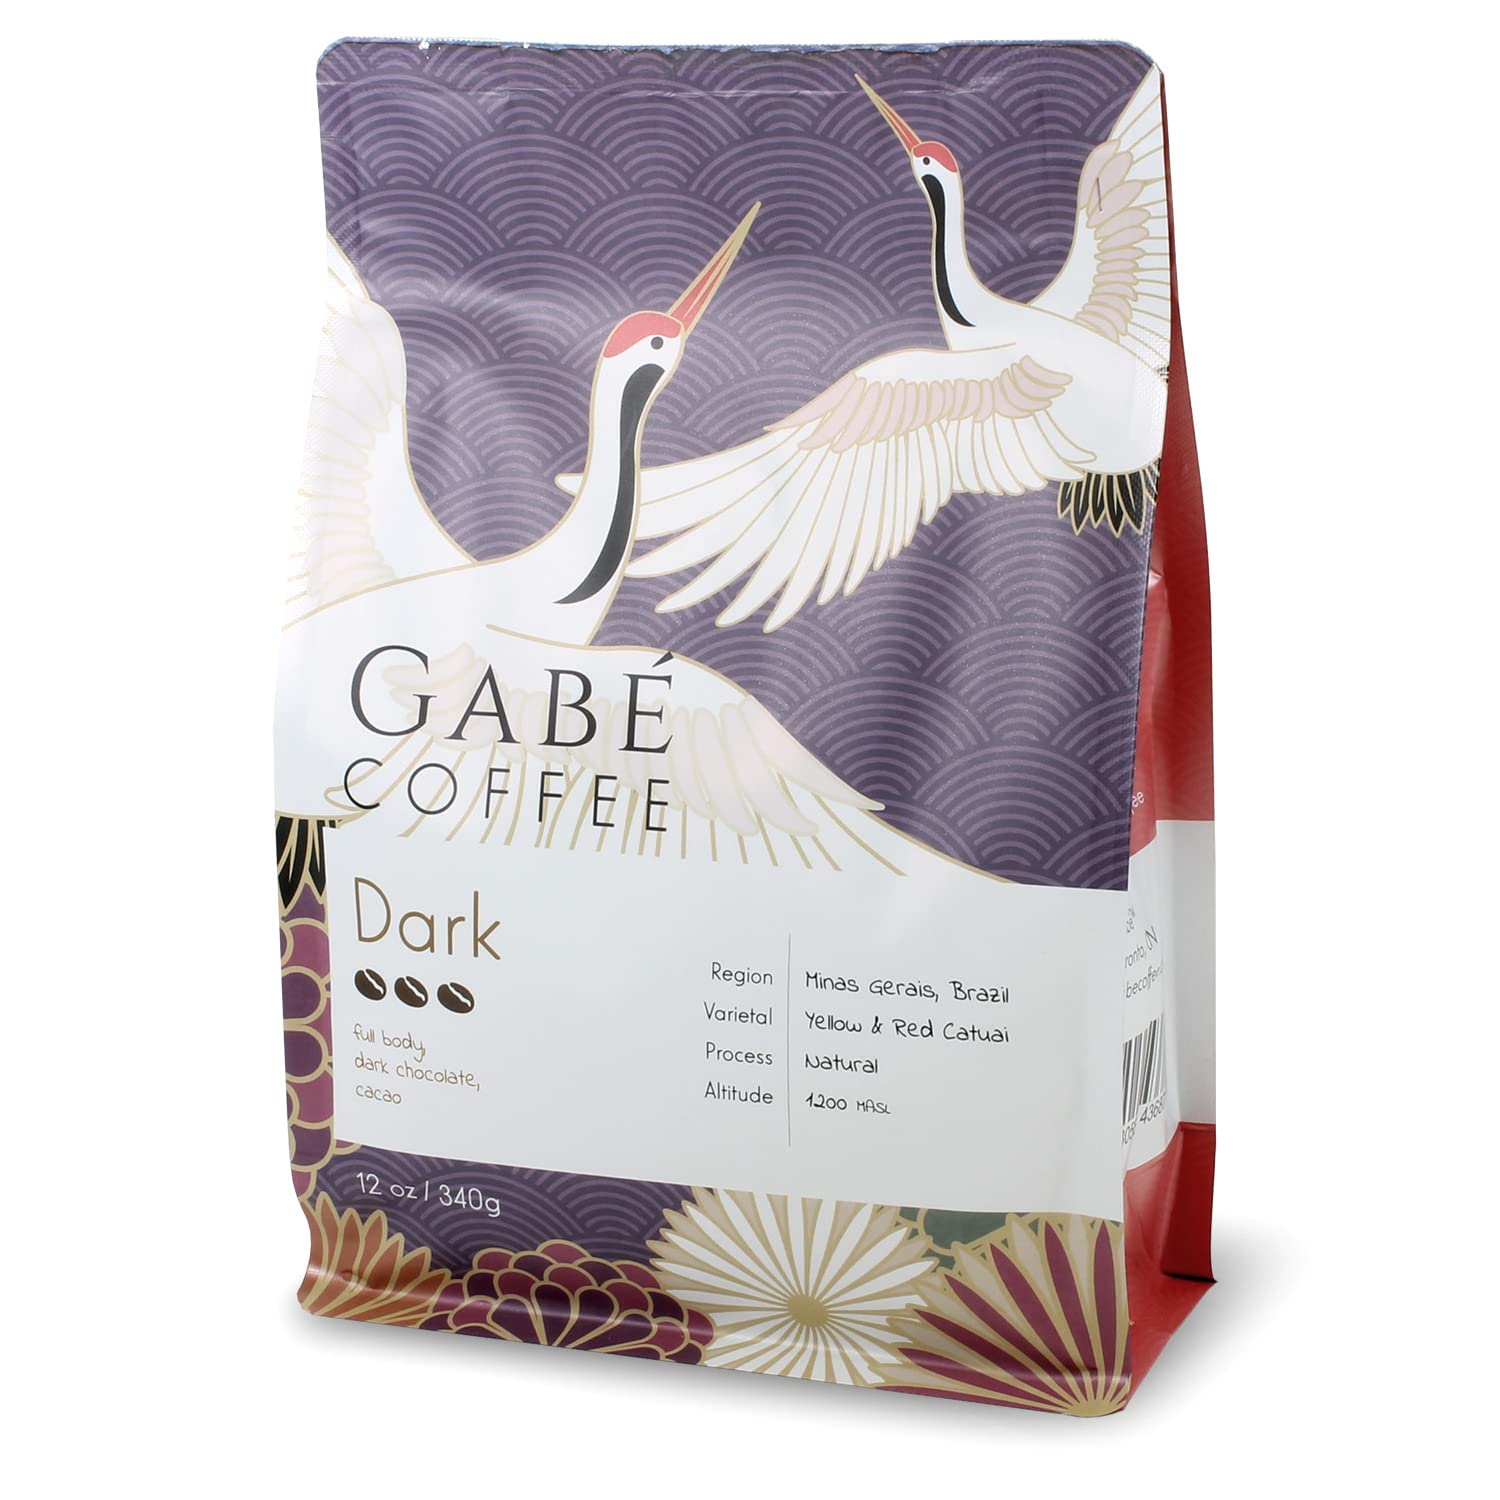 GABÉ
COFFEE
Dark
full body,
dark chocolate,
cacao
Region Minas Gerais, Brazil
Varietal Yellow & Red Catuai
Process Natural
Altitude 1200 MASL
12 oz / 340g